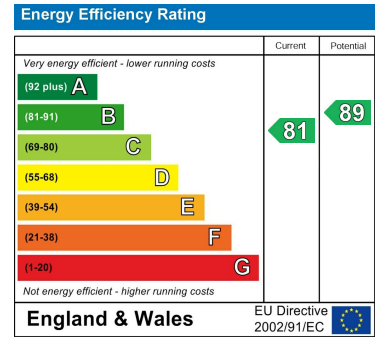 Energy Efficiency Rating
Current Potential
Very energy efficient - lower running costs
(92 plus) A
(81-91) B
(69-80) C
(55-68) D
(39-54) E
(21-38) F
(1-20) G
81
89
Not energy efficient - higher running costs
England & Wales
EU Directive
2002/91/EC